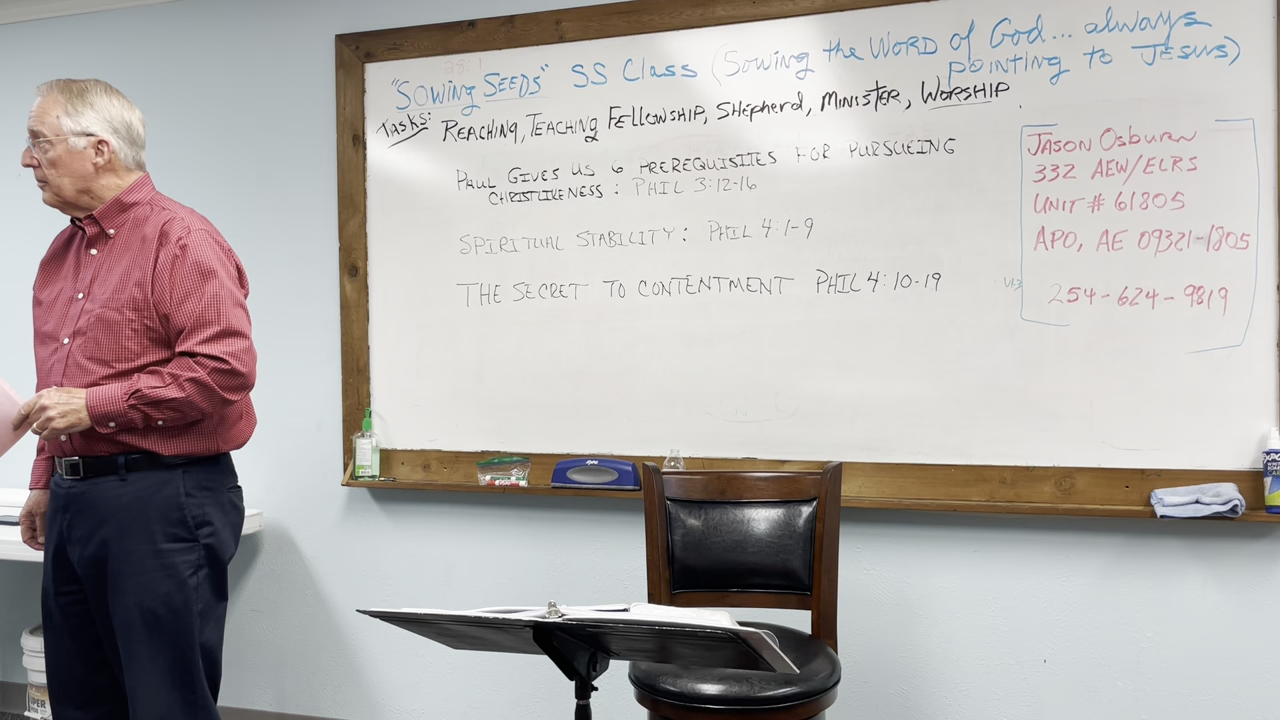 "SOWING SEEDS" SS Class (Sowing the WORD of God... always
pointing to JESUS)
TASKS: REACHING, TEACHING FELLOWSHIP, SHEPHERD, MINISTER, WORSHIP
PAUL GIVES US 6 PREREQUISITES FOR PURSUEING
CHRISTLIKENESS: PHIL 3:12-16
SPIRITUAL STABILITY: PHIL 4:1-9
THE SECRET TO CONTENTMENT PHIL 4:10-19
JASON OSBURN
332 AEW/ECRS
UNIT # 61805
APO, AE 09321-1805
254-624-9819